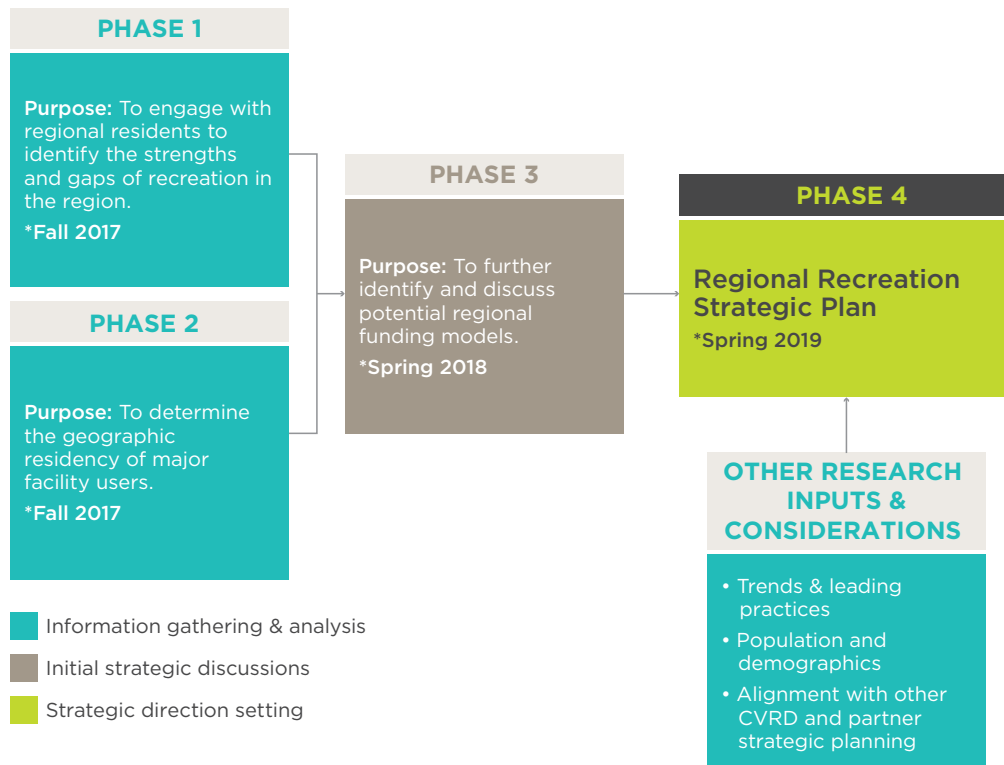 PHASE 1
Purpose: To engage with
regional residents to
identify the strengths
and gaps of recreation in
the region.
*Fall 2017
PHASE 2
Purpose: To determine
the geographic
residency of major
facility users.
*Fall 2017
PHASE 3
Purpose: To further
identify and discuss
potential regional
funding models.
*Spring 2018
PHASE 4
Regional Recreation
Strategic Plan
*Spring 2019
OTHER RESEARCH
INPUTS &
CONSIDERATIONS
• Trends & leading
practices
• Population and
demographics
• Alignment with other
CVRD and partner
strategic planning
Information gathering & analysis
Initial strategic discussions
Strategic direction setting